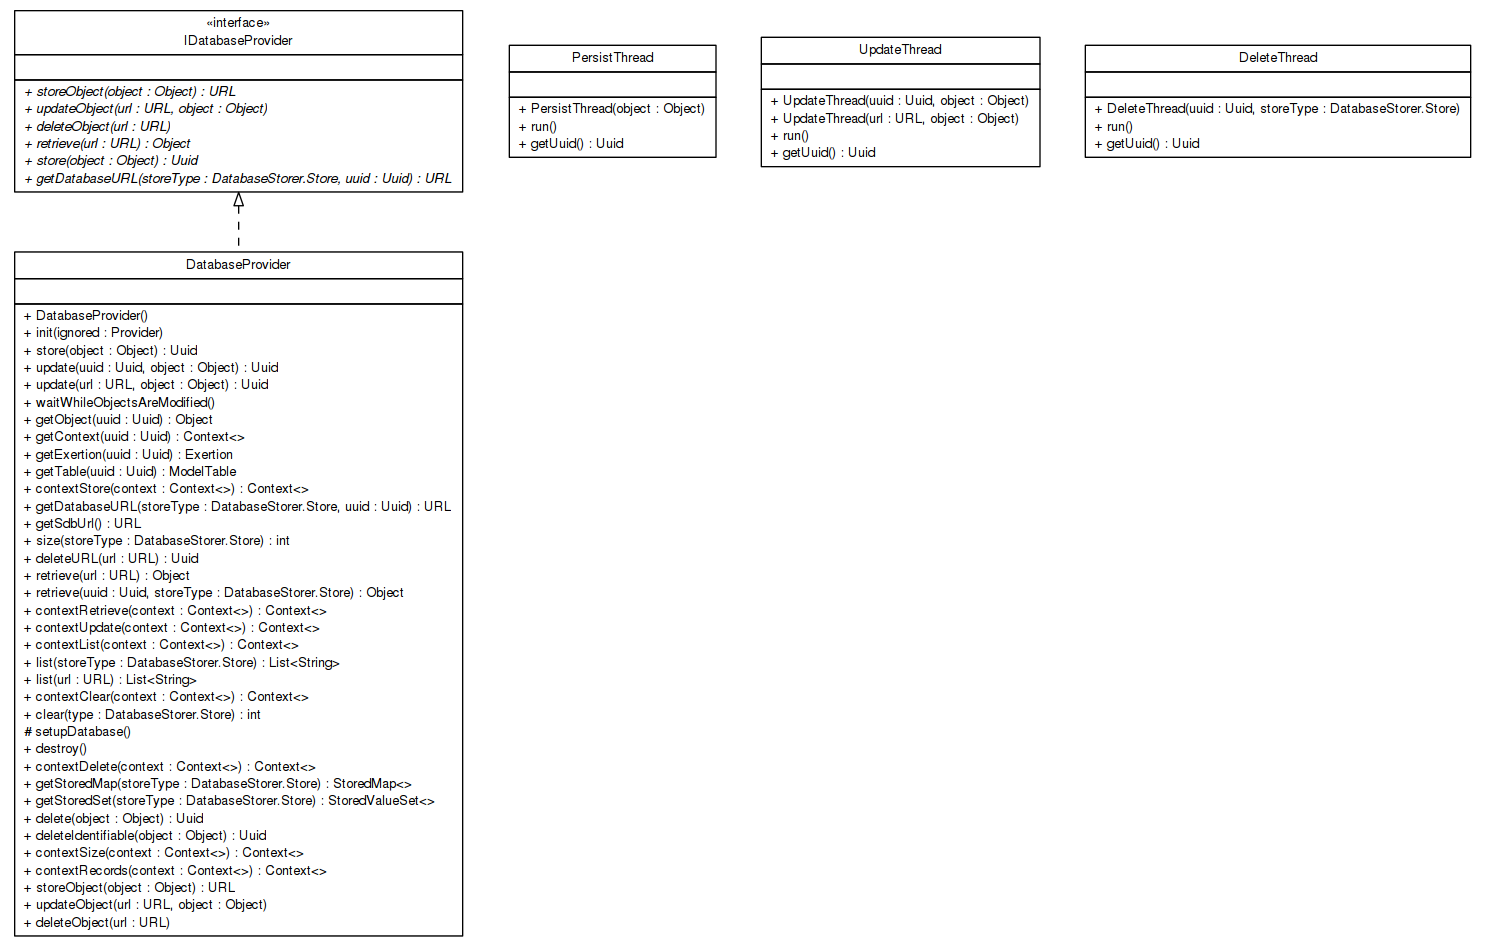 «interface»
IDatabaseProvider
+ storeObject(object : Object) : URL
+ updateObject(url : URL, object : Object)
+ deleteObject(url : URL)
+ retrieve(url : URL) : Object
+ store(object : Object) : Uuid
+ getDatabaseURL(storeType : DatabaseStorer.Store, uuid : Uuid) : URL
PersistThread
+ PersistThread(object : Object)
+ run()
+ getUuid() : Uuid
UpdateThread
+ UpdateThread(uuid : Uuid, object : Object)
+ UpdateThread(url : URL, object : Object)
+ run()
+ getUuid() : Uuid
DeleteThread
+ DeleteThread(uuid : Uuid, storeType : DatabaseStorer.Store)
+ run()
+ getUuid() : Uuid
DatabaseProvider
+ DatabaseProvider()
+ init(ignored : Provider)
+ store(object : Object) : Uuid
+ update(uuid : Uuid, object : Object) : Uuid
+ update(url : URL, object : Object) : Uuid
+ waitWhileObjectsAreModified()
+ getObject(uuid : Uuid) : Object
+ getContext(uuid : Uuid) : Context<>
+ getExertion(uuid : Uuid) : Exertion
+ getTable(uuid : Uuid) : ModelTable
+ contextStore(context : Context<>) : Context<>
+ getDatabaseURL(storeType : DatabaseStorer.Store, uuid : Uuid) : URL
+ getSdbUrl() : URL
+ size(storeType : DatabaseStorer.Store) : int
+ deleteURL(url : URL) : Uuid
+ retrieve(url : URL) : Object
+ retrieve(uuid : Uuid, storeType : DatabaseStorer.Store) : Object
+ contextRetrieve(context : Context<>) : Context<>
+ contextUpdate(context : Context<>) : Context<>
+ contextList(context : Context<>) : Context<>
+ list(storeType : DatabaseStorer.Store) : List<String>
+ list(url : URL) : List<String>
+ contextClear(context : Context<>) : Context<>
+ clear(type : DatabaseStorer.Store) : int
# setupDatabase()
+ destroy()
+ contextDelete(context : Context<>) : Context<>
+ getStoredMap(storeType : DatabaseStorer.Store) : StoredMap<>
+ getStoredSet(storeType : DatabaseStorer.Store) : StoredValueSet<>
+ delete(object : Object) : Uuid
+ deleteIdentifiable(object : Object) : Uuid
+ contextSize(context : Context<>) : Context<>
+ contextRecords(context : Context<>) : Context<>
+ storeObject(object : Object) : URL
+ updateObject(url : URL, object : Object)
+ deleteObject(url : URL)